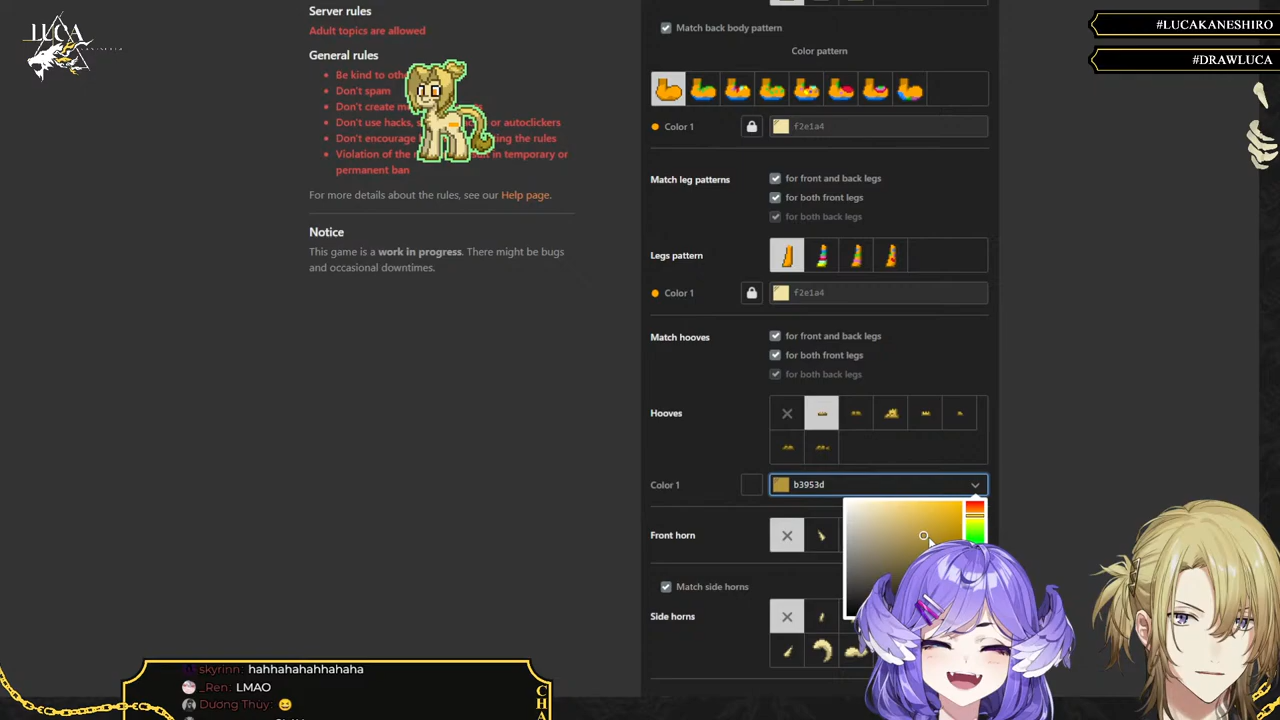 LUCA
#LUCAKANESHIRO
#DRAWLUCA
Server rules
Adult topics are allowed
General rules
Be kind to oth
Don't spam
Don't create m
Don't use hacks, s or autoclickers
Don't encourage ring the rules
Violation of the in temporary or
permanent ban
For more details about the rules, see our Help page.
Notice
This game is a work in progress. There might be bugs
and occasional downtimes.
Match back body pattern
Color pattern
Color 1
f2e1a4
Match leg patterns
for front and back legs
for both front legs
for both back legs
Legs pattern
Color 1
f2e1a4
Match hooves
for front and back legs
for both front legs
for both back legs
Hooves
Color 1
b3953d
Front horn
Match side horns
Side horns
skyrinn: hahhahahahhahaha
_Ren: LMAO
Dương Thuy:
CHA